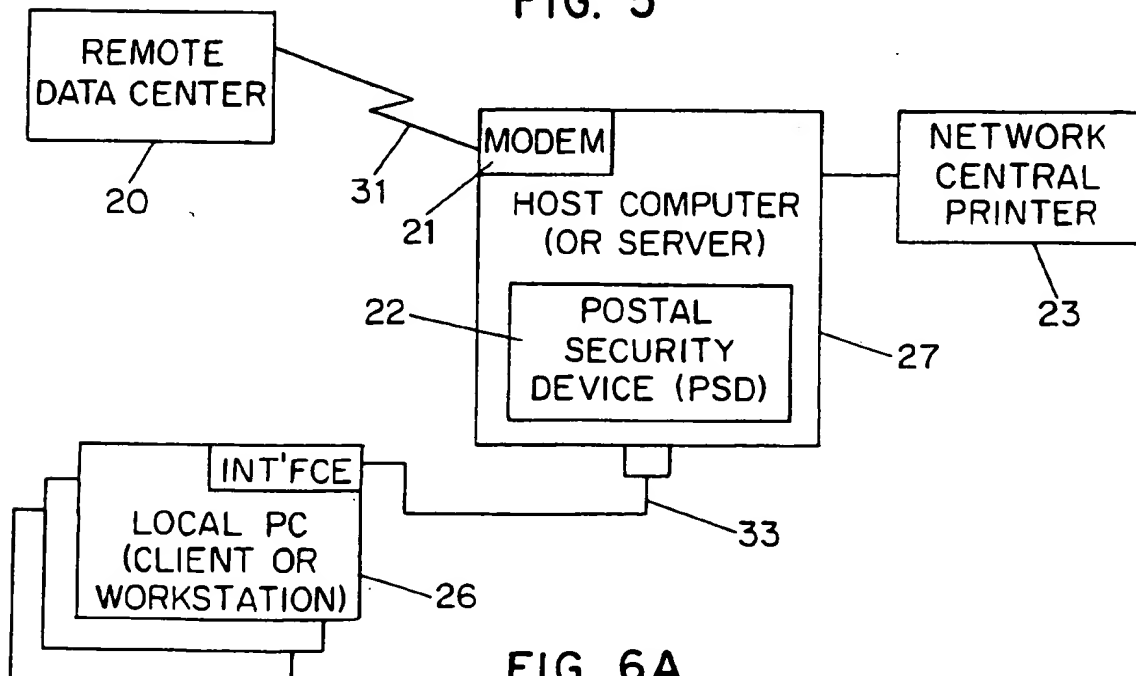 FIG. 5
REMOTE
DATA CENTER
20
31
MODEM
21
HOST COMPUTER
(OR SERVER)
22
POSTAL
SECURITY
DEVICE (PSD)
27
NETWORK
CENTRAL
PRINTER
23
INT'FCE
LOCAL PC
(CLIENT OR
WORKSTATION)
26
33
FIG. 6A